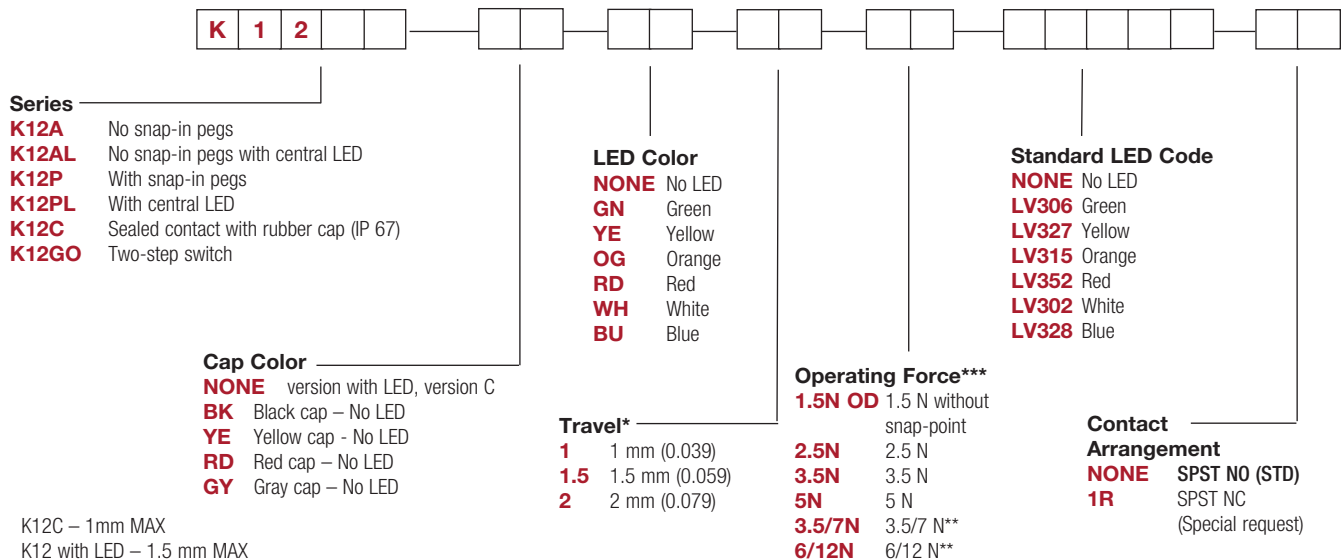 K 1 2
Series
K12A No snap-in pegs
K12AL No snap-in pegs with central LED
K12P With snap-in pegs
K12PL With central LED
K12C Sealed contact with rubber cap (IP 67)
K12GO Two-step switch
Cap Color
NONE version with LED, version C
BK Black cap – No LED
YE Yellow cap - No LED
RD Red cap – No LED
GY Gray cap – No LED
LED Color
NONE No LED
GN Green
YE Yellow
OG Orange
RD Red
WH White
BU Blue
Travel*
1 1 mm (0.039)
1.5 1.5 mm (0.059)
2 2 mm (0.079)
Operating Force***
1.5N OD 1.5 N without
snap-point
2.5N 2.5 N
3.5N 3.5 N
5N 5 N
3.5/7N 3.5/7 N**
6/12N 6/12 N**
Standard LED Code
NONE No LED
LV306 Green
LV327 Yellow
LV315 Orange
LV352 Red
LV302 White
LV328 Blue
Contact
Arrangement
NONE SPST NO (STD)
1R SPST NC
(Special request)
K12C – 1mm MAX
K12 with LED – 1.5 mm MAX